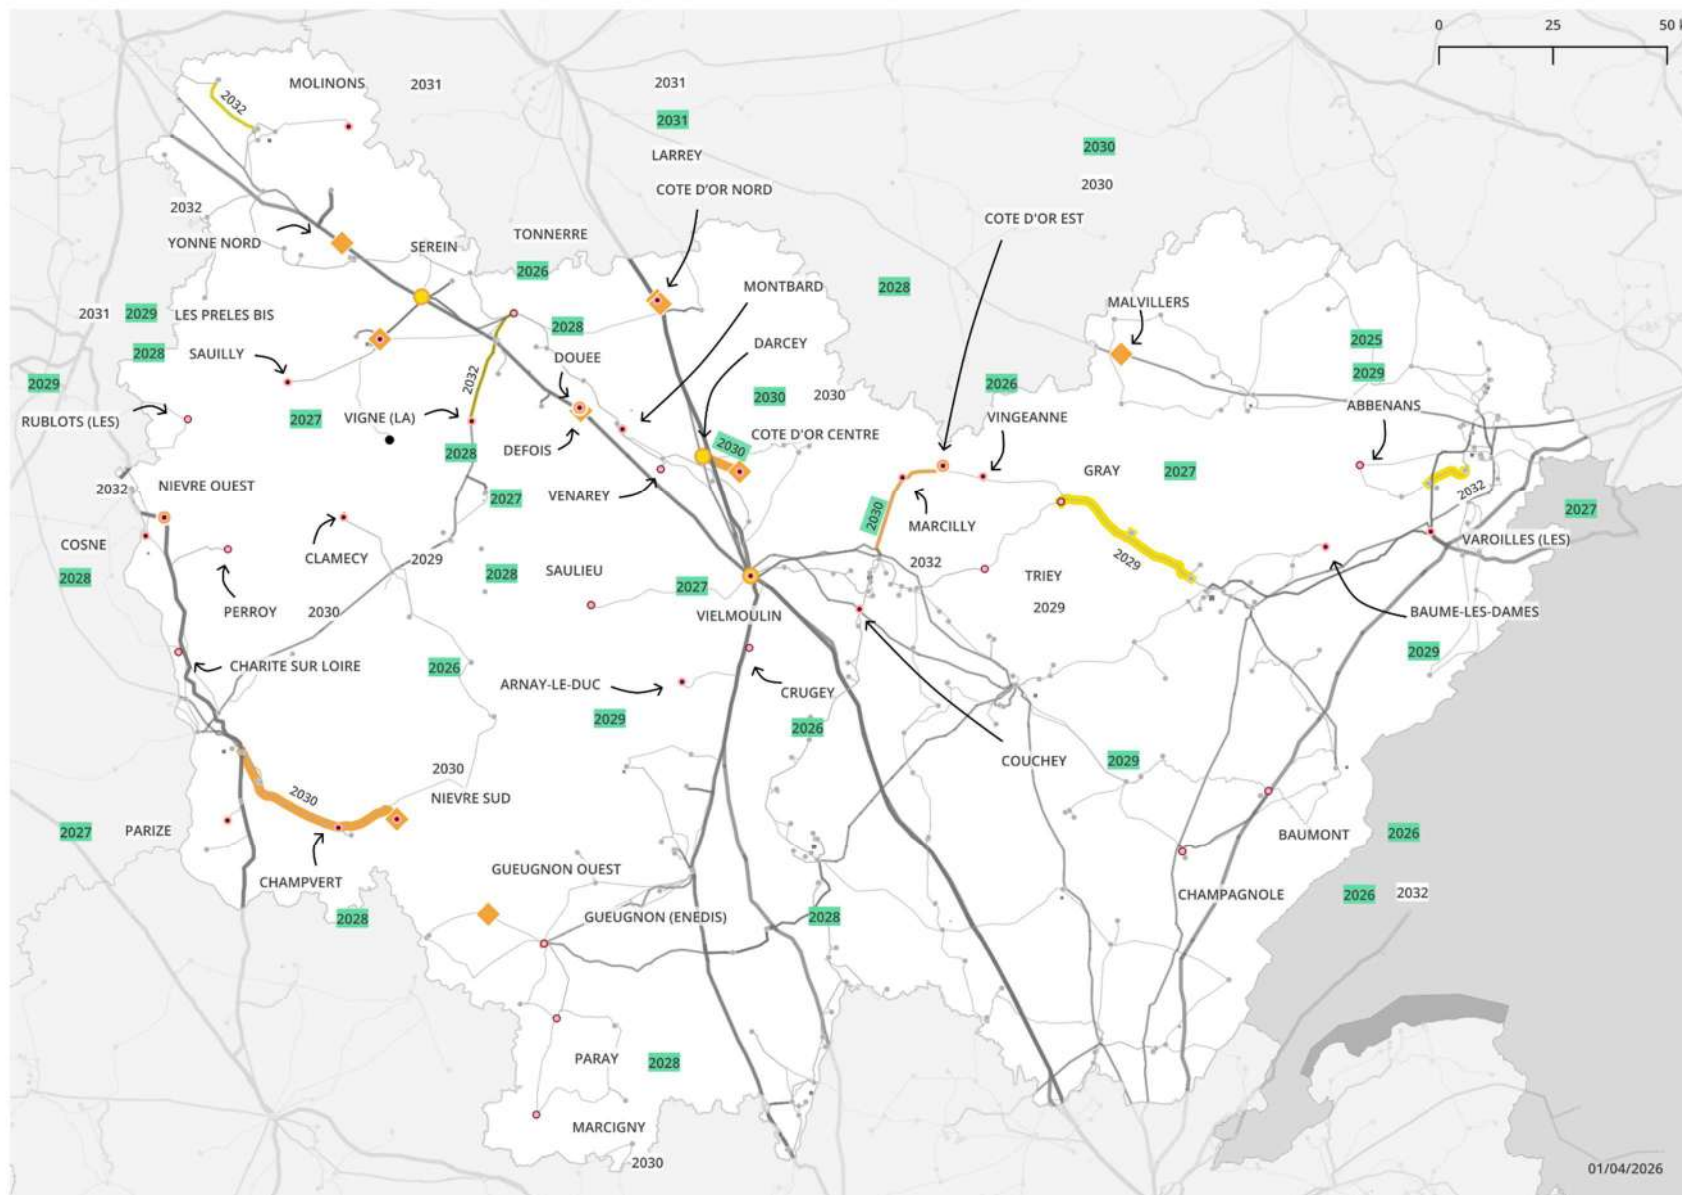 0 25 50 k
MOLINONS 2031 2031
2032
2031
2030
LARREY
2030
COTE D'OR NORD
2032
COTE D'OR EST
TONNERRE
YONNE NORD
SEREIN
2026
MONTBARD
2028
MALVILLERS
2031 2029 LES PRELES BIS
2028
2025
DARCEY
SAUILLY
2028
DOUEE
2029
2032
2026
2029
2030 2030
ABBENANS
RUBLOTS (LES)
2027
VIGNE (LA)
VINGEANNE
COTE D'OR CENTRE
DEFOIS
2028
2030
GRAY
2027
NIEVRE OUEST
2032
2032
VENAREY
2027
2030
MARCILLY
2027
COSNE
CLAMECY
VAROILLES (LES)
2029
2029
2032
2028
2028
SAULIEU
TRIEY
2027
PERROY
2030
2029
BAUME-LES-DAMES
VIELMOULIN
2029
CHARITE SUR LOIRE
2026
ARNAY-LE-DUC
CRUGEY
2029
2026
COUCHEY
2029
2030
2030
NIEVRE SUD
2027
PARIZE
BAUMONT
2026
GUEUGNON OUEST
CHAMPVERT
CHAMPAGNOLE
2026
2032
2028
GUEUGNON (ENEDIS)
2028
PARAY
2028
MARCIGNY
2030
01/04/2026